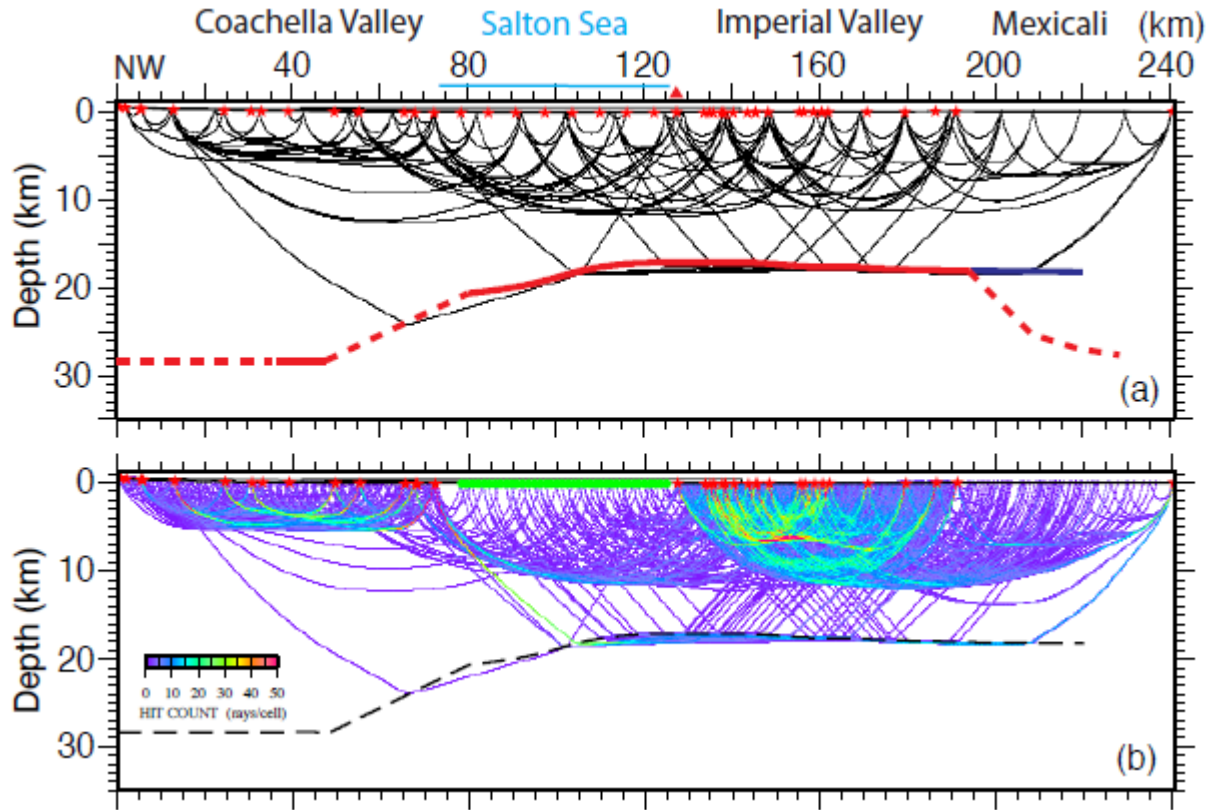 Coachella Valley Salton Sea Imperial Valley Mexicali (km)
NW 40 80 120 160 200 240
0
10
20
30
Depth (km)
(a)
0
10
20
30
Depth (km)
0 10 20 30 40 50
HIT COUNT (rays/cell)
(b)